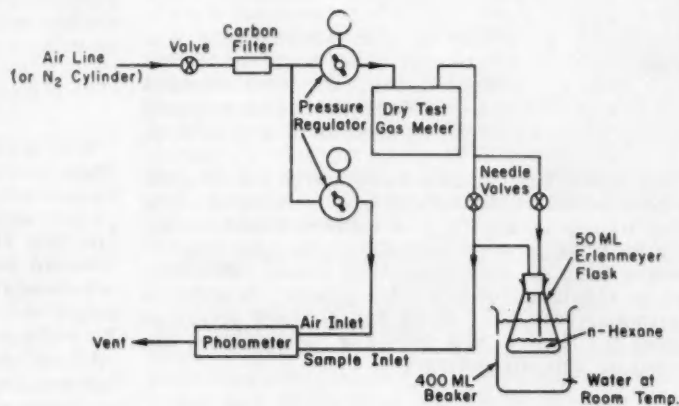 Air Line
(or N2 Cylinder)
Valve
Carbon
Filter
Pressure
Regulator
Dry Test
Gas Meter
Needle
Valves
50 ML
Erlenmeyer
Flask
n-Hexane
Air Inlet
Vent
Photometer
Sample Inlet
400 ML
Beaker
Water at
Room Temp.